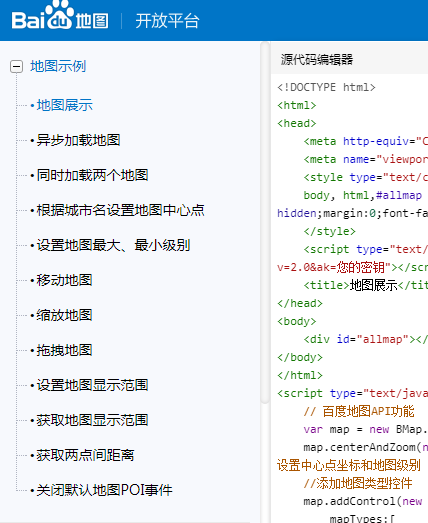 Baidu地图 开放平台
地图示例
•地图展示
•异步加载地图
•同时加载两个地图
•根据城市名设置地图中心点
•设置地图最大、最小级别
•移动地图
•缩放地图
•拖拽地图
•设置地图显示范围
•获取地图显示范围
•获取两点间距离
•关闭默认地图POI事件
源代码编辑器
<!DOCTYPE html>
<html>
<head>
<meta http-equiv="C
<meta name="viewpor
<style type="text/c
body, html,#allmap
hidden;margin:0;font-fa
</style>
<script type="text/
v=2.0&ak=您的密钥"></scr
<title>地图展示</tit
</head>
<body>
<div id="allmap"></
</body>
</html>
<script type="text/java
// 百度地图API功能
var map = new BMap.
map.centerAndZoom(n
设置中心点坐标和地图级别
//添加地图类型控件
map.addControl(new
mapTypes:[